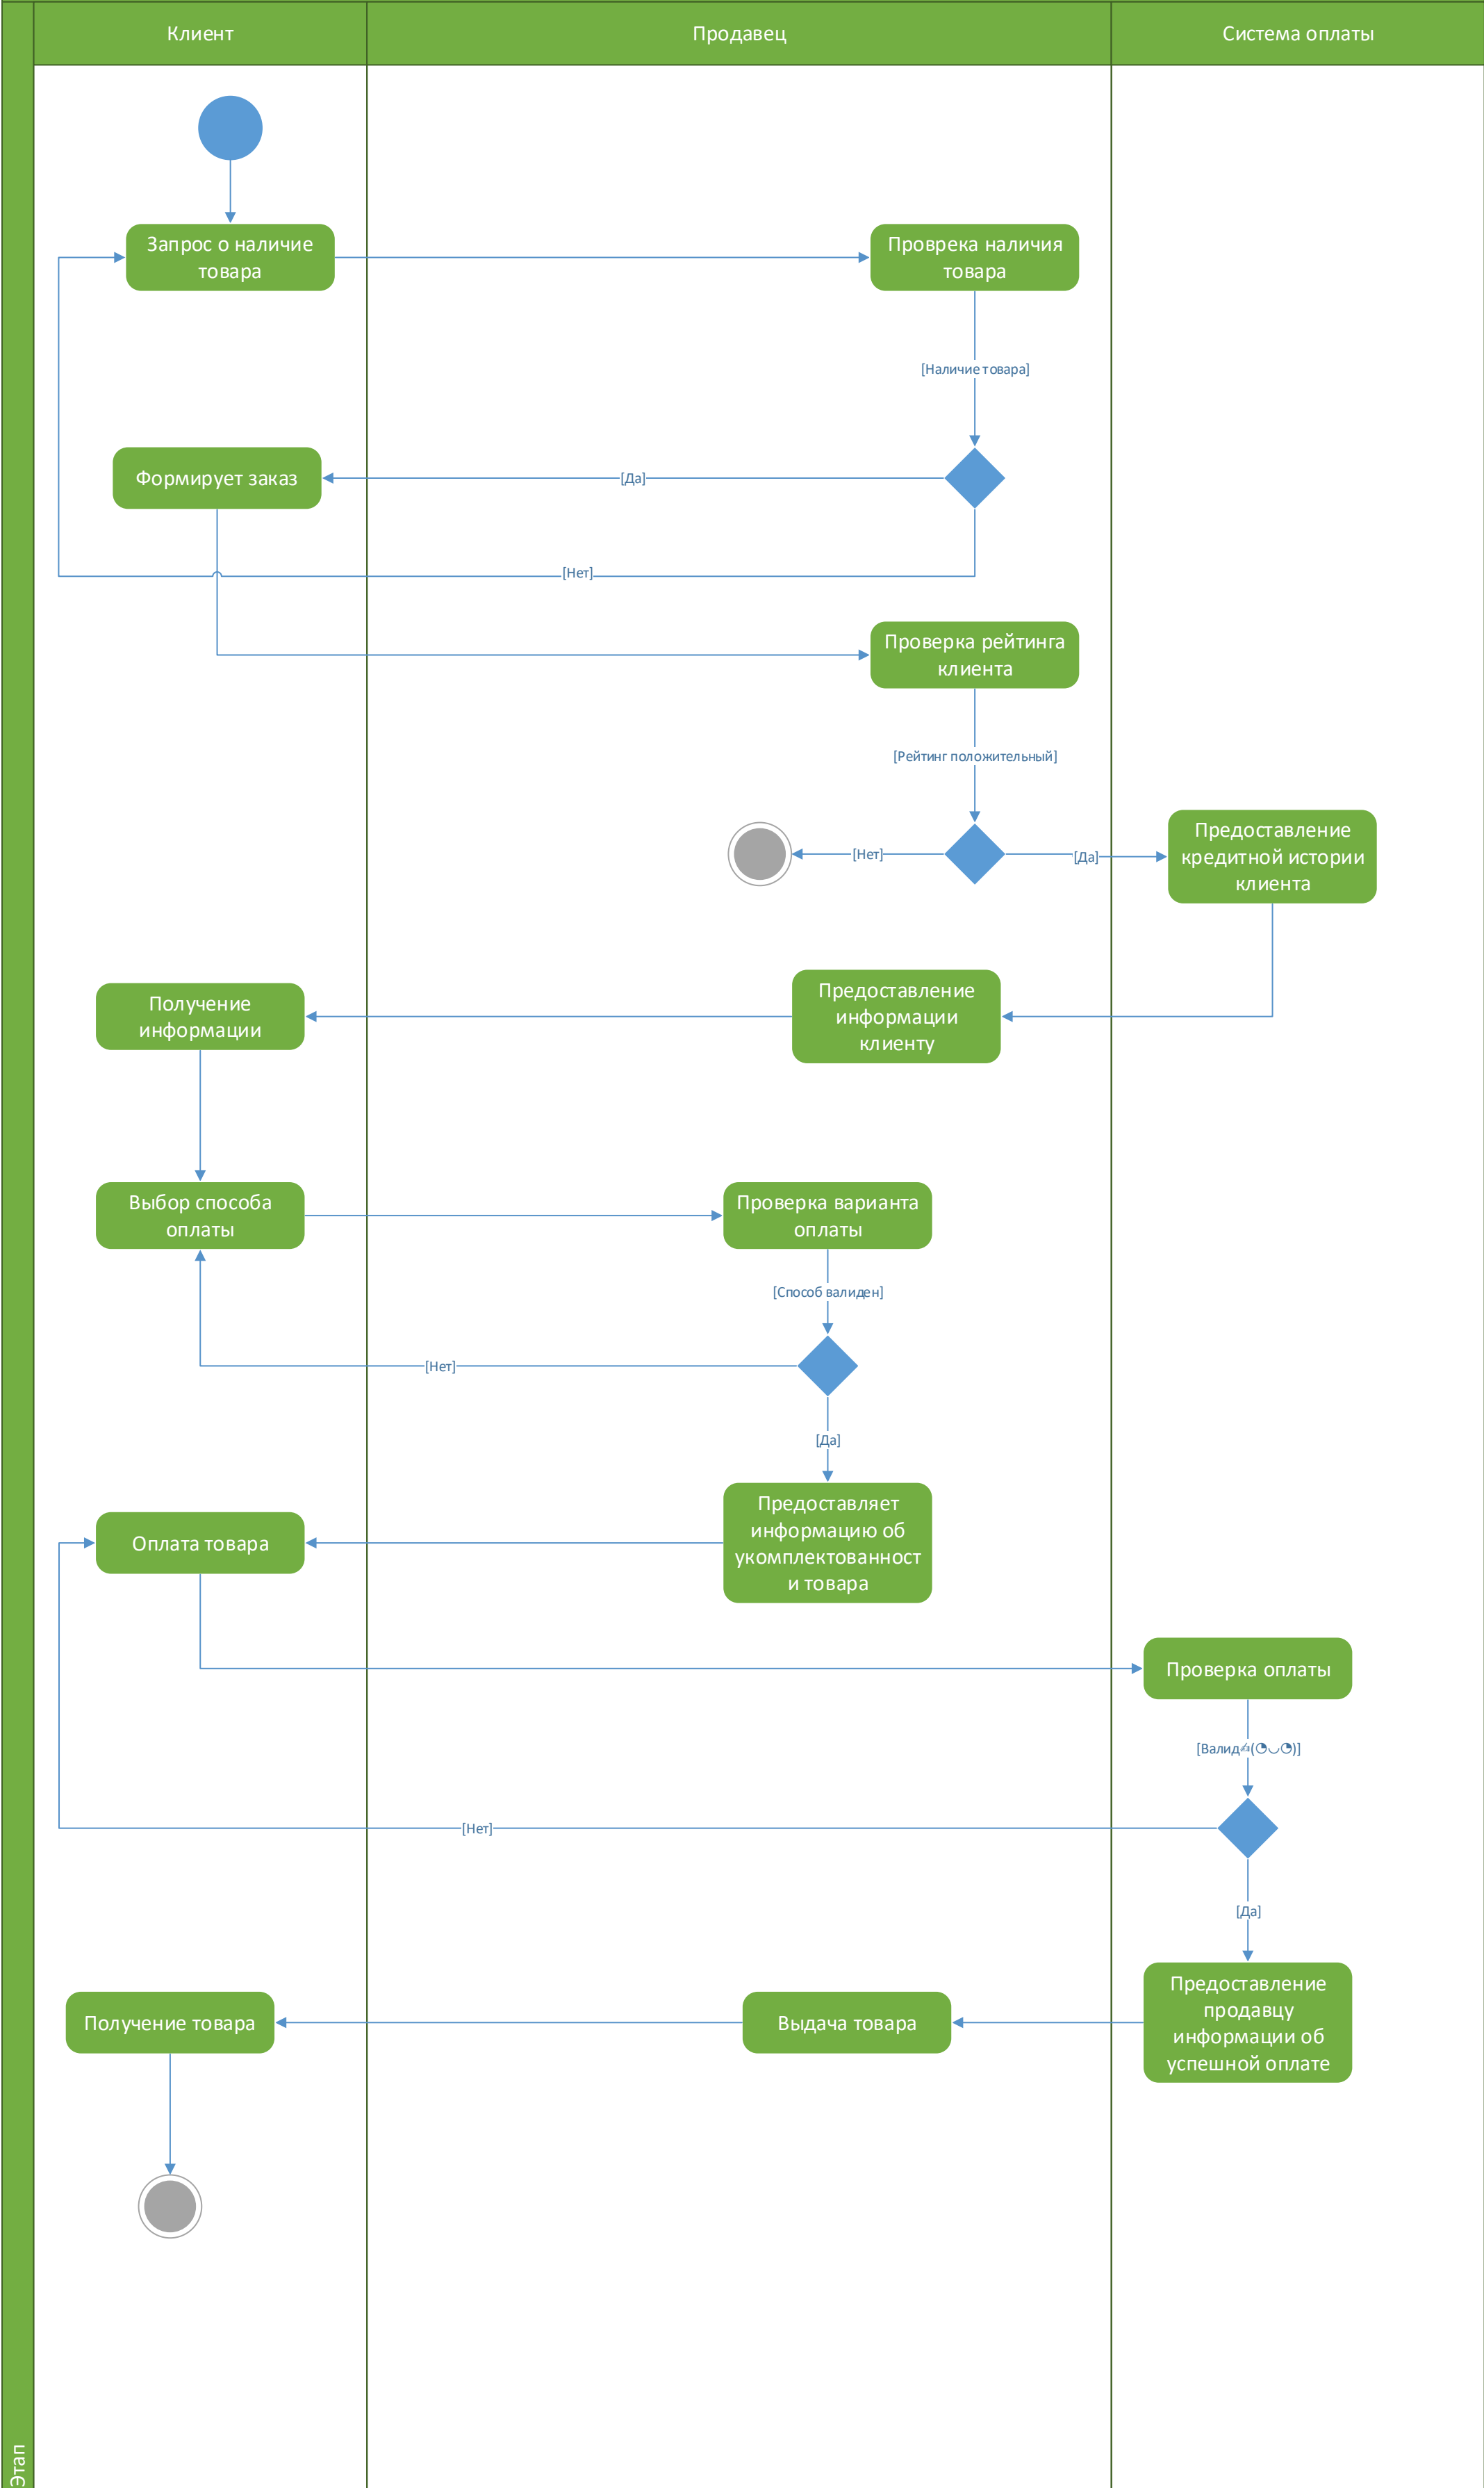 Клиент
Продавец
Система оплаты
Запрос о наличие
товара
Проврека наличия
товара
[Наличие товара]
Формирует заказ
[Да]
[Нет]
Проверка рейтинга
клиента
[Рейтинг положительный]
[Нет]
[Да]
Предоставление
кредитной истории
клиента
Получение
информации
Предоставление
информации
клиенту
Выбор способа
оплаты
Проверка варианта
оплаты
[Способ валиден]
[Нет]
[Да]
Оплата товара
Предоставляет
информацию об
укомплектованност
и товара
Проверка оплаты
[Валид✍(◔◡◔)]
[Нет]
[Да]
Получение товара
Выдача товара
Предоставление
продавцу
информации об
успешной оплате
Этап